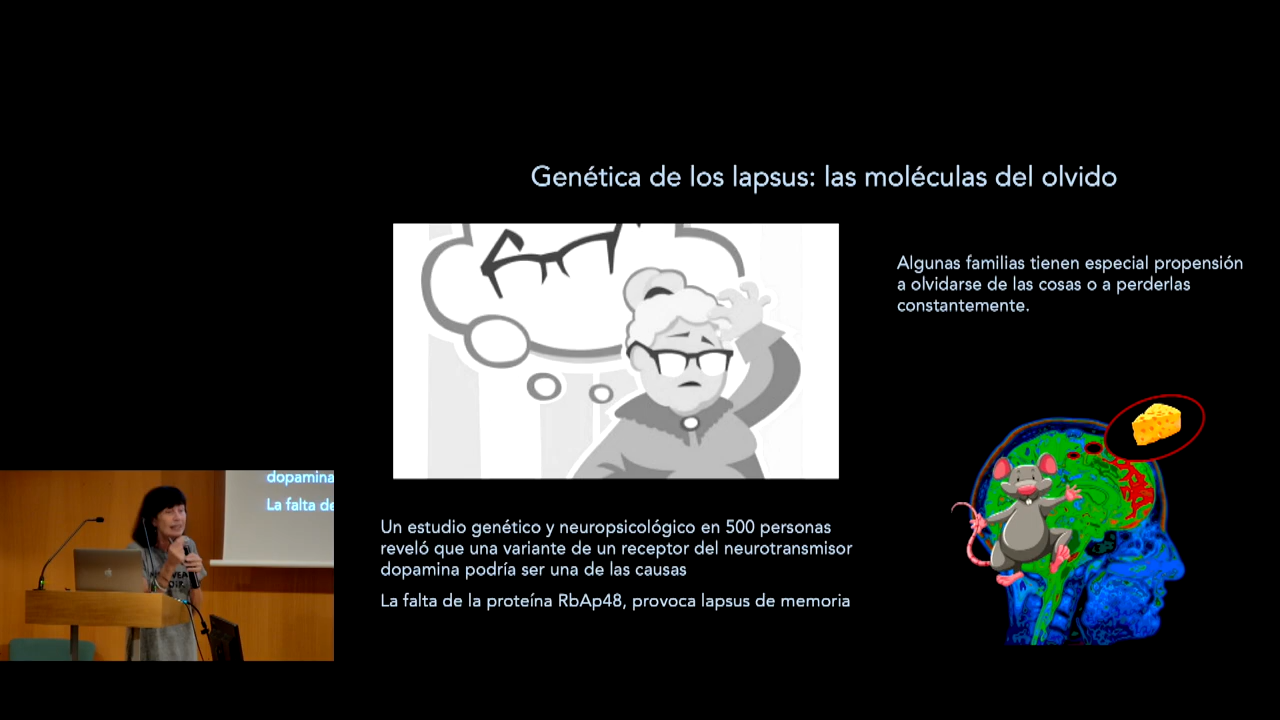 Genética de los lapsus: las moléculas del olvido
Algunas familias tienen especial propensión
a olvidarse de las cosas o a perderlas
constantemente.
Un estudio genético y neuropsicológico en 500 personas
reveló que una variante de un receptor del neurotransmisor
dopamina podría ser una de las causas
La falta de la proteína RbAp48, provoca lapsus de memoria
dopamina
La falta de